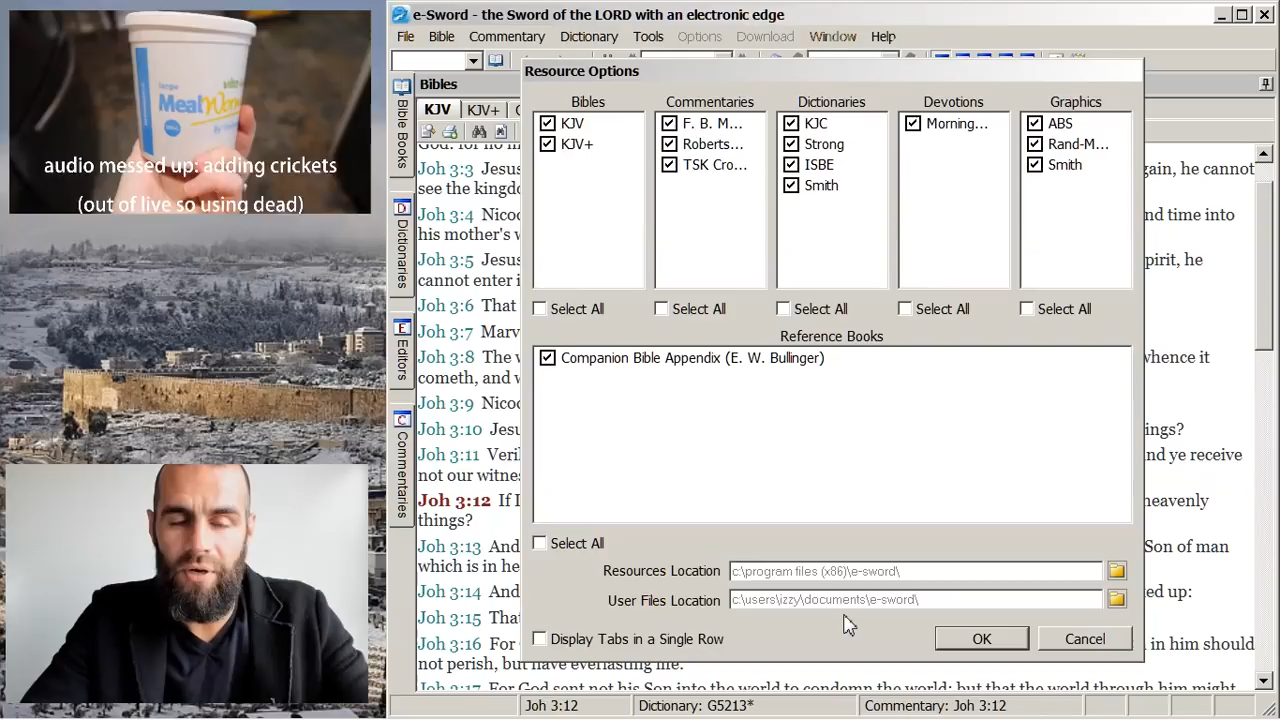 MealWorms
audio messed up: adding crickets
(out of live so using dead)
e-Sword - the Sword of the LORD with an electronic edge
File Bible Commentary Dictionary Tools Options Download Window Help
Bibles
KJV KJV+
Bible Books
Dictionaries
Editors
Commentaries
God: for no m
Joh 3:3 Jesus
see the kingdo
Joh 3:4 Nicod
his mother's w
Joh 3:5 Jesus
cannot enter i
Joh 3:6 That
Joh 3:7 Marv
Joh 3:8 The w
cometh, and w
Joh 3:9 Nicod
Joh 3:10 Jesu
Joh 3:11 Veril
not our witnes
Joh 3:12 If I
things?
Joh 3:13 And
which is in he
Joh 3:14 And
Joh 3:15 That
Joh 3:16 For G
not perish, but have everlasting life.
Joh 3:17 For God sent not his Son into the world to condemn the world; but that the world through him might
gain, he cannot
nd time into
pirit, he
whence it
ings?
nd ye receive
heavenly
Son of man
ed up:
in him should
Resource Options
Bibles
KJV
KJV+
Select All
Commentaries
F. B. M...
Roberts...
TSK Cro...
Select All
Dictionaries
KJC
Strong
ISBE
Smith
Select All
Devotions
Morning...
Select All
Graphics
ABS
Rand-M...
Smith
Select All
Reference Books
Companion Bible Appendix (E. W. Bullinger)
Select All
Resources Location c:\program files (x86)\e-sword\
User Files Location c:\users\izzy\documents\e-sword\
Display Tabs in a Single Row
OK Cancel
Joh 3:12 Dictionary: G5213* Commentary: Joh 3:12